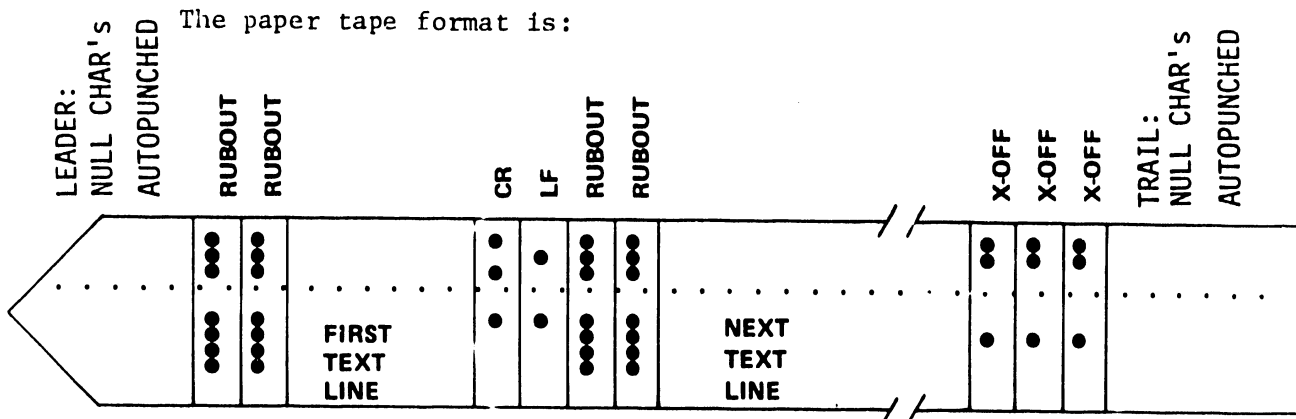 The paper tape format is:
LEADER:
NULL CHAR's
AUTOPUNCHED
RUBOUT
RUBOUT
CR
LF
RUBOUT
RUBOUT
X-OFF
X-OFF
X-OFF
TRAIL:
NULL CHAR's
AUTOPUNCHED
FIRST
TEXT
LINE
NEXT
TEXT
LINE